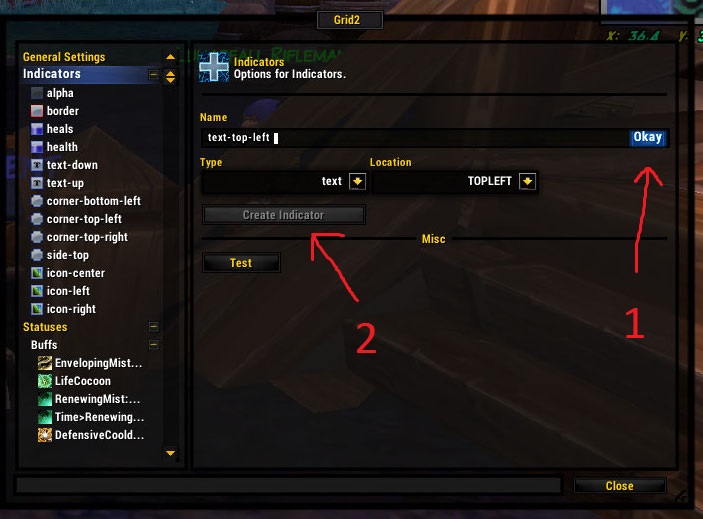 Grid2
X: 36.4 Y: 3
General Settings
Indicators
alpha
border
heals
health
text-down
text-up
corner-bottom-left
corner-top-left
corner-top-right
side-top
icon-center
icon-left
icon-right
Statuses
Buffs
EnvelopingMist...
LifeCocoon
RenewingMist:...
Time>Renewing...
DefensiveCoold...
Indicators
Options for Indicators.
Name
text-top-left
Okay
Type
Location
text
TOPLEFT
Create Indicator
Misc
Test
1
2
Close